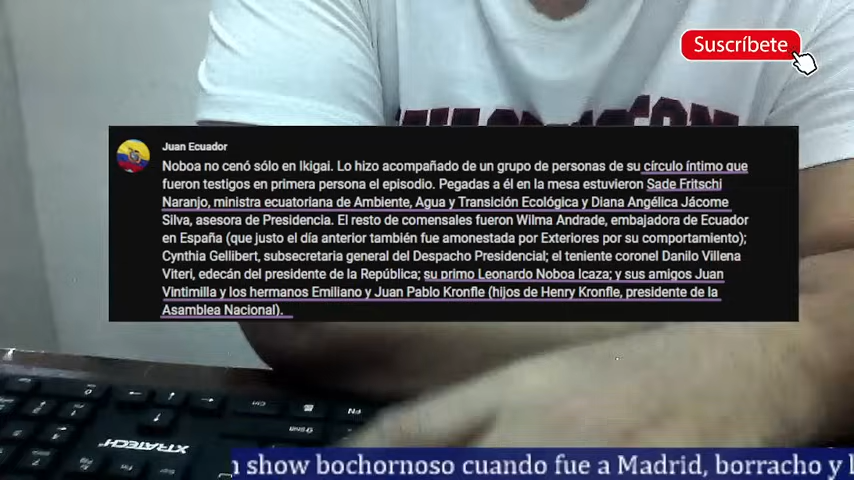 Suscríbete
Juan Ecuador
Noboa no cenó sólo en Ikigai. Lo hizo acompañado de un grupo de personas de su círculo íntimo que
fueron testigos en primera persona el episodio. Pegadas a él en la mesa estuvieron Sade Fritschi
Naranjo, ministra ecuatoriana de Ambiente, Agua y Transición Ecológica y Diana Angélica Jácome
Silva, asesora de Presidencia. El resto de comensales fueron Wilma Andrade, embajadora de Ecuador
en España (que justo el día anterior también fue amonestada por Exteriores por su comportamiento);
Cynthia Gellibert, subsecretaria general del Despacho Presidencial; el teniente coronel Danilo Villena
Viteri, edecán del presidente de la República; su primo Leonardo Noboa Icaza; y sus amigos Juan
Vintimilla y los hermanos Emiliano y Juan Pablo Kronfle (hijos de Henry Kronfle, presidente de la
Asamblea Nacional).
XTRATECH
show bochornoso cuando fue a Madrid, borracho y